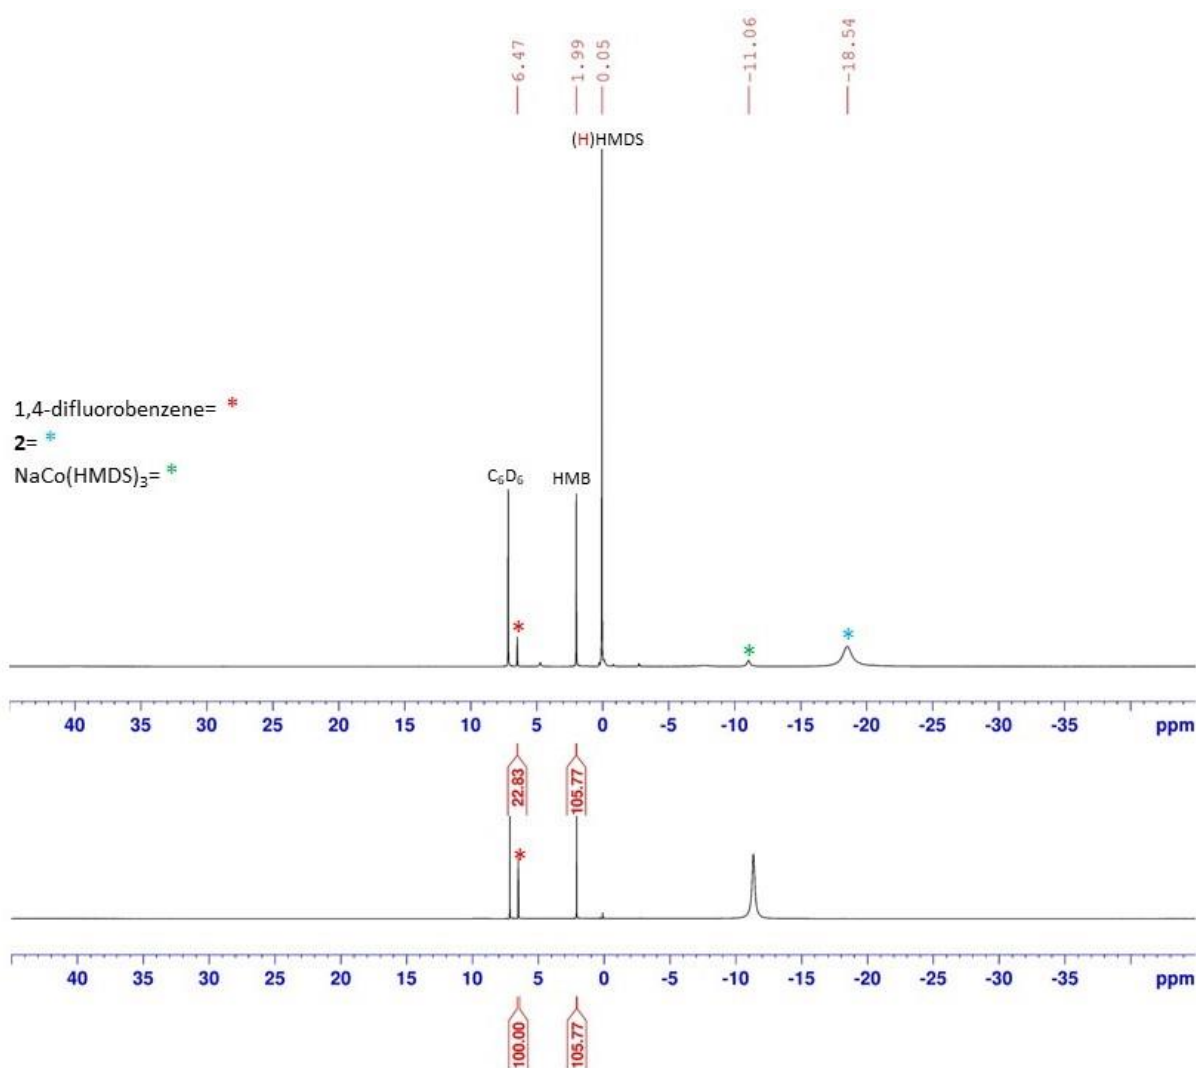 6.47 1.99 0.05 -11.06 -18.54
(H)HMDS
1,4-difluorobenzene= *
2= *
NaCo(HMDS)₃= *
C₆D₆ HMB
* * *
40 35 30 25 20 15 10 5 0 -5 -10 -15 -20 -25 -30 -35 ppm
22.83 105.77
*
40 35 30 25 20 15 10 5 0 -5 -10 -15 -20 -25 -30 -35 ppm
100.00 105.77